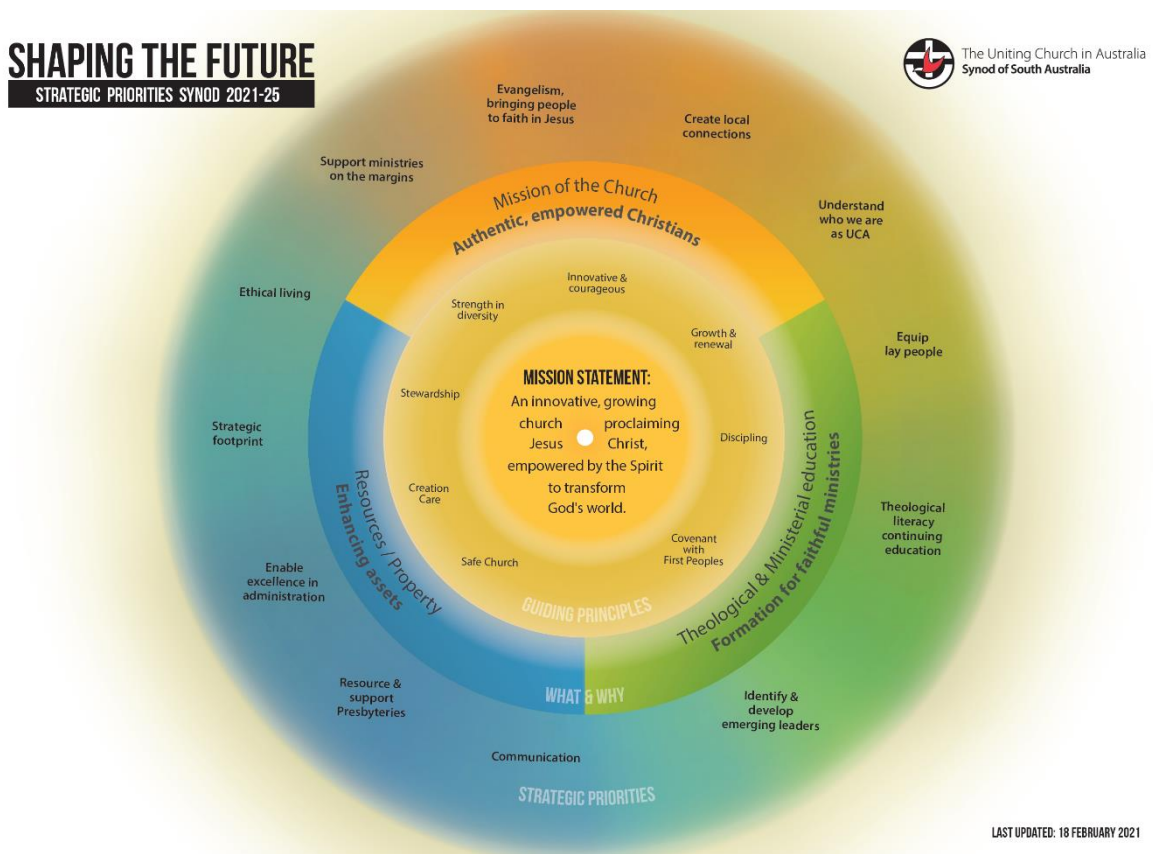 SHAPING THE FUTURE
STRATEGIC PRIORITIES SYNOD 2021-25
The Uniting Church in Australia
Synod of South Australia
Evangelism,
bringing people
to faith in Jesus
Create local
connections
Support ministries
on the margins
Understand
who we are
as UCA
Ethical living
Equip
lay people
Strategic
footprint
Theological
literacy
continuing
education
Enable
excellence in
administration
Resource &
support
Presbyteries
Identify &
develop
emerging leaders
Communication
STRATEGIC PRIORITIES
Mission of the Church
Authentic, empowered Christians
Resources / Property
Enhancing assets
Theological & Ministerial education
Formation for faithful ministries
WHAT & WHY
Innovative &
courageous
Strength in
diversity
Growth &
renewal
Stewardship
Discipling
Creation
Care
Covenant
with
First Peoples
Safe Church
GUIDING PRINCIPLES
MISSION STATEMENT:
An innovative, growing
church proclaiming
Jesus Christ,
empowered by the Spirit
to transform
God's world.
LAST UPDATED: 18 FEBRUARY 2021